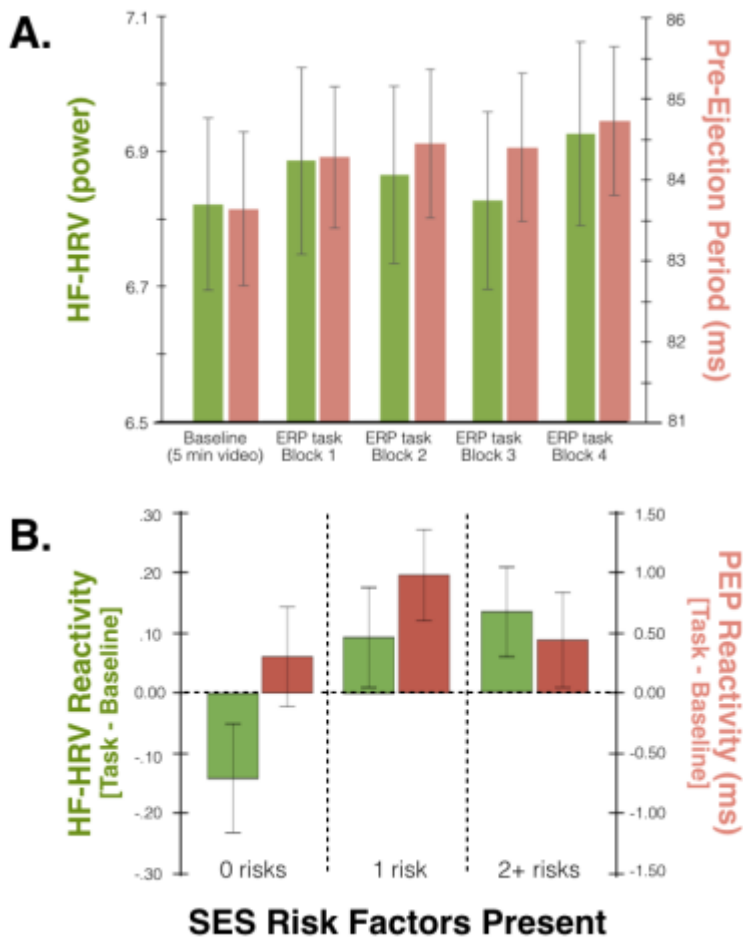 A.
HF-HRV (power)
7.1
6.9
6.7
6.5
86
85
84
83
82
81
Pre-Ejection Period (ms)
Baseline
(5 min video)
ERP task
Block 1
ERP task
Block 2
ERP task
Block 3
ERP task
Block 4
B.
HF-HRV Reactivity
[Task - Baseline]
.30
.20
.10
0.00
-.10
-.20
-.30
1.50
1.00
0.50
0.00
-0.50
-1.00
-1.50
PEP Reactivity (ms)
[Task - Baseline]
0 risks
1 risk
2+ risks
SES Risk Factors Present